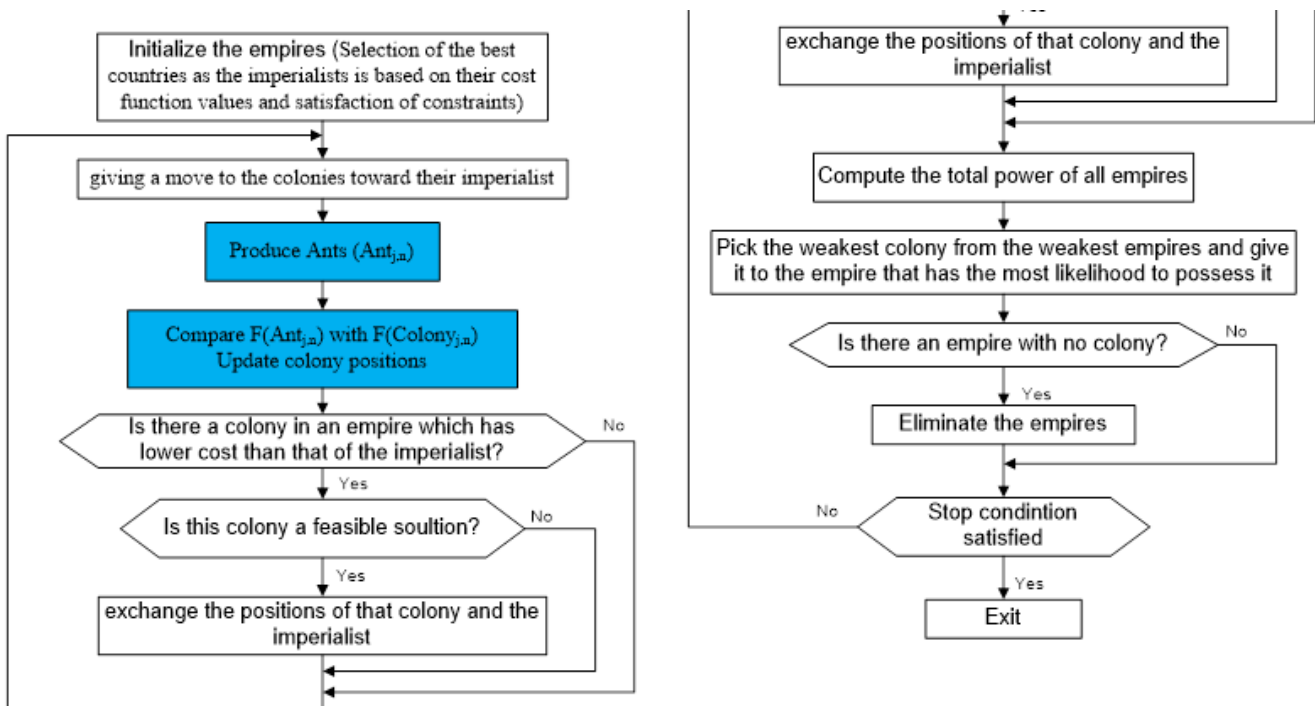 Initialize the empires (Selection of the best
countries as the imperialists is based on their cost
function values and satisfaction of constraints)
giving a move to the colonies toward their imperialist
Produce Ants (Antj,n)
Compare F(Antj,n) with F(Colonyj,n)
Update colony positions
Is there a colony in an empire which has
lower cost than that of the imperialist?
No
Yes
Is this colony a feasible soultion?
No
Yes
exchange the positions of that colony and the
imperialist
Yes
exchange the positions of that colony and the
imperialist
Compute the total power of all empires
Pick the weakest colony from the weakest empires and give
it to the empire that has the most likelihood to possess it
Is there an empire with no colony?
No
Yes
Eliminate the empires
No
Stop condintion
satisfied
Yes
Exit